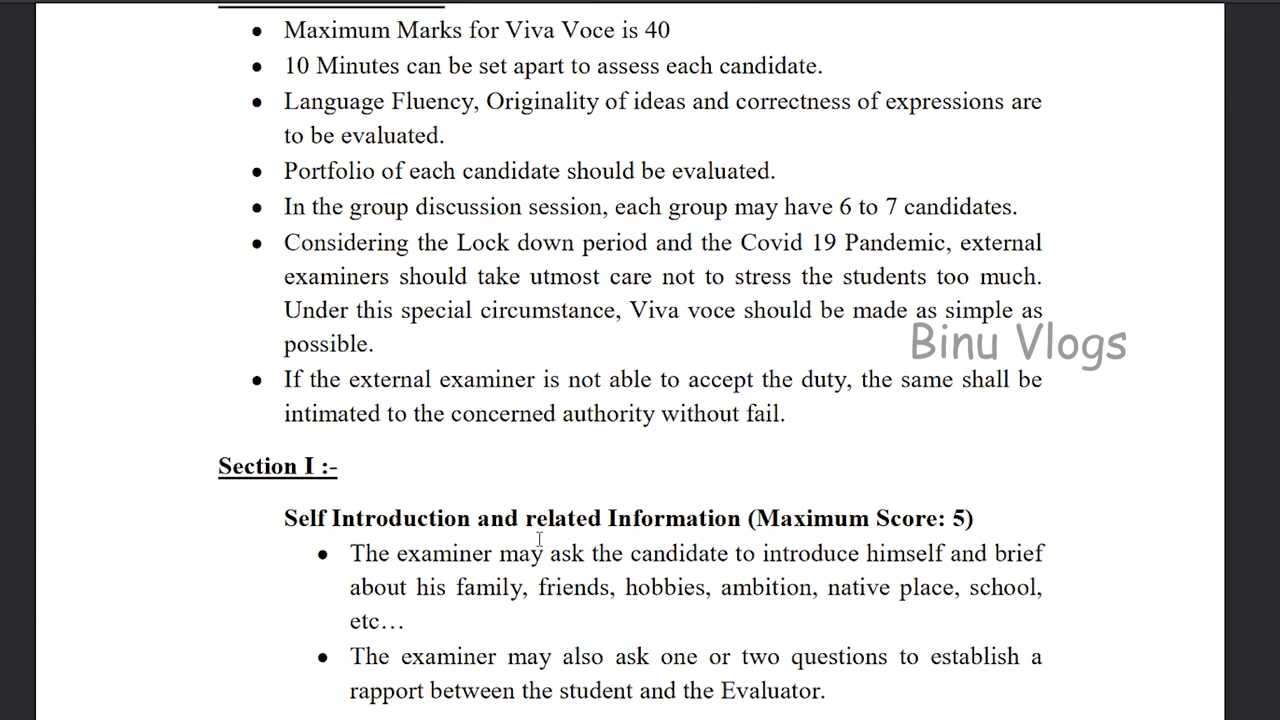 Maximum Marks for Viva Voce is 40
10 Minutes can be set apart to assess each candidate.
Language Fluency, Originality of ideas and correctness of expressions are
to be evaluated.
Portfolio of each candidate should be evaluated.
In the group discussion session, each group may have 6 to 7 candidates.
Considering the Lock down period and the Covid 19 Pandemic, external
examiners should take utmost care not to stress the students too much.
Under this special circumstance, Viva voce should be made as simple as
possible.
Binu Vlogs
If the external examiner is not able to accept the duty, the same shall be
intimated to the concerned authority without fail.
Section I :-
Self Introduction and related Information (Maximum Score: 5)
The examiner may ask the candidate to introduce himself and brief
about his family, friends, hobbies, ambition, native place, school,
etc…
The examiner may also ask one or two questions to establish a
rapport between the student and the Evaluator.